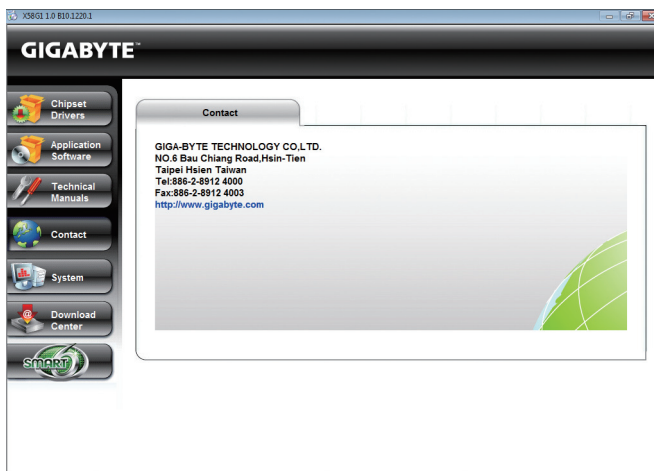 X58G1 1.0 B10.1220.1
GIGABYTE™
Chipset
Drivers
Application
Software
Technical
Manuals
Contact
System
Download
Center
SMART 6
Contact
GIGA-BYTE TECHNOLOGY CO,LTD.
NO.6 Bau Chiang Road,Hsin-Tien
Taipei Hsien Taiwan
Tel:886-2-8912 4000
Fax:886-2-8912 4003
http://www.gigabyte.com